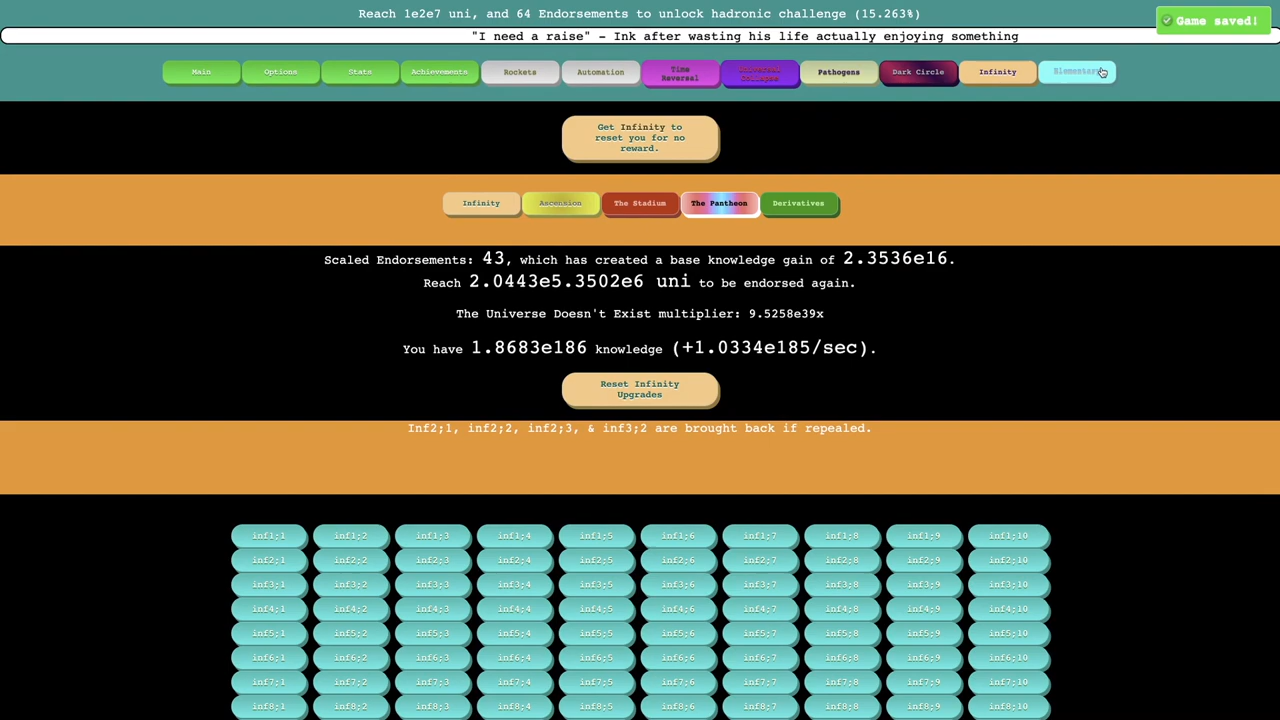 Reach 1e2e7 uni, and 64 Endorsements to unlock hadronic challenge (15.263%)
Game saved!
"I need a raise" - Ink after wasting his life actually enjoying something
Main Options Stats Achievements Rockets Automation Time Reversal Universal Collapse Pathogens Dark Circle Infinity Elementary
Get Infinity to
reset you for no
reward.
Infinity Ascension The Stadium The Pantheon Derivatives
Scaled Endorsements: 43, which has created a base knowledge gain of 2.3536e16.
Reach 2.0443e5.3502e6 uni to be endorsed again.
The Universe Doesn't Exist multiplier: 9.5258e39x
You have 1.8683e186 knowledge (+1.0334e185/sec).
Reset Infinity
Upgrades
Inf2;1, inf2;2, inf2;3, & inf3;2 are brought back if repealed.
inf1;1 inf1;2 inf1;3 inf1;4 inf1;5 inf1;6 inf1;7 inf1;8 inf1;9 inf1;10
inf2;1 inf2;2 inf2;3 inf2;4 inf2;5 inf2;6 inf2;7 inf2;8 inf2;9 inf2;10
inf3;1 inf3;2 inf3;3 inf3;4 inf3;5 inf3;6 inf3;7 inf3;8 inf3;9 inf3;10
inf4;1 inf4;2 inf4;3 inf4;4 inf4;5 inf4;6 inf4;7 inf4;8 inf4;9 inf4;10
inf5;1 inf5;2 inf5;3 inf5;4 inf5;5 inf5;6 inf5;7 inf5;8 inf5;9 inf5;10
inf6;1 inf6;2 inf6;3 inf6;4 inf6;5 inf6;6 inf6;7 inf6;8 inf6;9 inf6;10
inf7;1 inf7;2 inf7;3 inf7;4 inf7;5 inf7;6 inf7;7 inf7;8 inf7;9 inf7;10
inf8;1 inf8;2 inf8;3 inf8;4 inf8;5 inf8;6 inf8;7 inf8;8 inf8;9 inf8;10